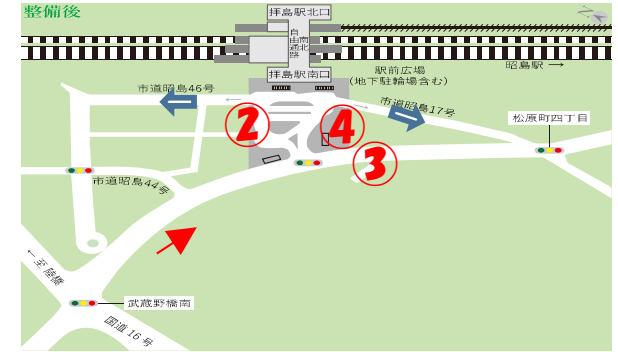 整備後
拝島駅北口
自由通路
南北
拝島駅南口
駅前広場
(地下駐輪場含む)
昭島駅 →
市道昭島46号
市道昭島17号
松原町四丁目
②
④
③
市道昭島44号
← 至 陸橋
武蔵野橋南
国道16号